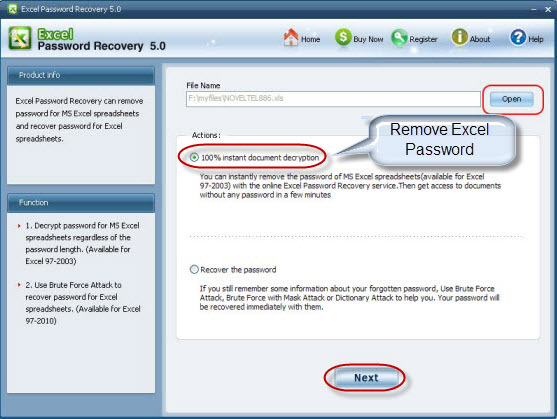 Excel Password Recovery 5.0
Excel
Password Recovery 5.0
Home
Buy Now
Register
About
Help
Product info
Excel Password Recovery can remove
password for MS Excel spreadsheets
and recover password for Excel
spreadsheets.
Function
1. Decrypt password for MS Excel
spreadsheets regardless of the
password length. (Available for
Excel 97-2003)
2. Use Brute Force Attack to
recover password for Excel
spreadsheets. (Available for Excel
97-2010)
File Name
F:\myfiles\NOVELTEL886.xls
Open
Actions:
Remove Excel
Password
100% instant document decryption
You can instantly remove the password of MS Excel spreadsheets(available for Excel
97-2003) with the online Excel Password Recovery service.Then get access to documents
without any password in a few minutes
Recover the password
If you still remember some information about your forgotten password, Use Brute Force
Attack, Brute Force with Mask Attack or Dictionary Attack to help you. Your password will
be recovered immediately with them.
Next